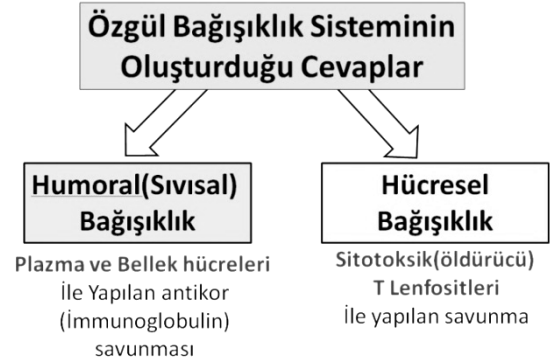 Özgül Bağışıklık Sisteminin
Oluşturduğu Cevaplar
Humoral(Sıvısal)
Bağışıklık
Plazma ve Bellek hücreleri
İle Yapılan antikor
(İmmunoglobulin)
savunması
Hücresel
Bağışıklık
Sitotoksik(öldürücü)
T Lenfositleri
İle yapılan savunma